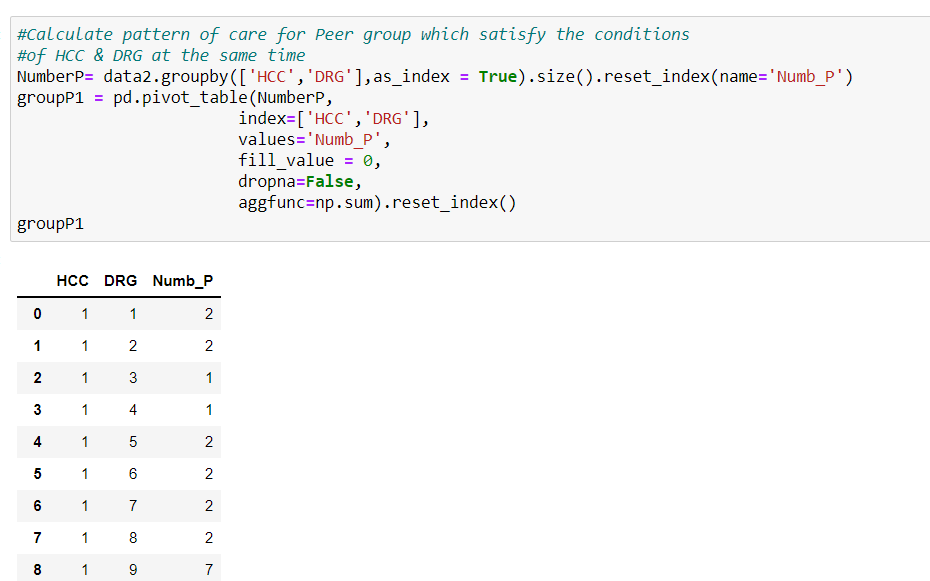 #Calculate pattern of care for Peer group which satisfy the conditions
#of HCC & DRG at the same time
NumberP= data2.groupby(['HCC','DRG'],as_index = True).size().reset_index(name='Numb_P')
groupP1 = pd.pivot_table(NumberP,
index=['HCC','DRG'],
values='Numb_P',
fill_value = 0,
dropna=False,
aggfunc=np.sum).reset_index()
groupP1
HCC DRG Numb_P
0 1 1 2
1 1 2 2
2 1 3 1
3 1 4 1
4 1 5 2
5 1 6 2
6 1 7 2
7 1 8 2
8 1 9 7